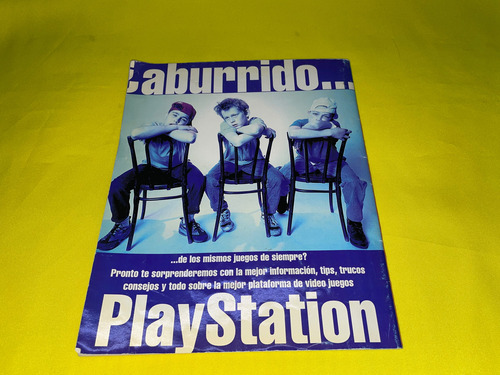 ¿aburrido...
...de los mismos juegos de siempre?
Pronto te sorprenderemos con la mejor información, tips, trucos
consejos y todo sobre la mejor plataforma de video juegos
PlayStation